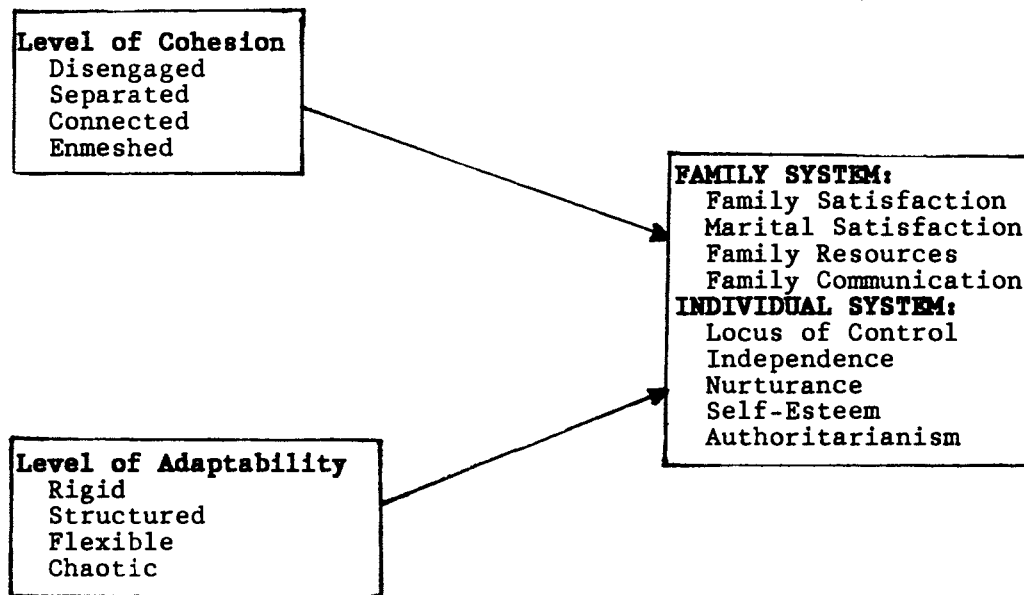 Level of Cohesion
Disengaged
Separated
Connected
Enmeshed
FAMILY SYSTEM:
Family Satisfaction
Marital Satisfaction
Family Resources
Family Communication
INDIVIDUAL SYSTEM:
Locus of Control
Independence
Nurturance
Self-Esteem
Authoritarianism
Level of Adaptability
Rigid
Structured
Flexible
Chaotic